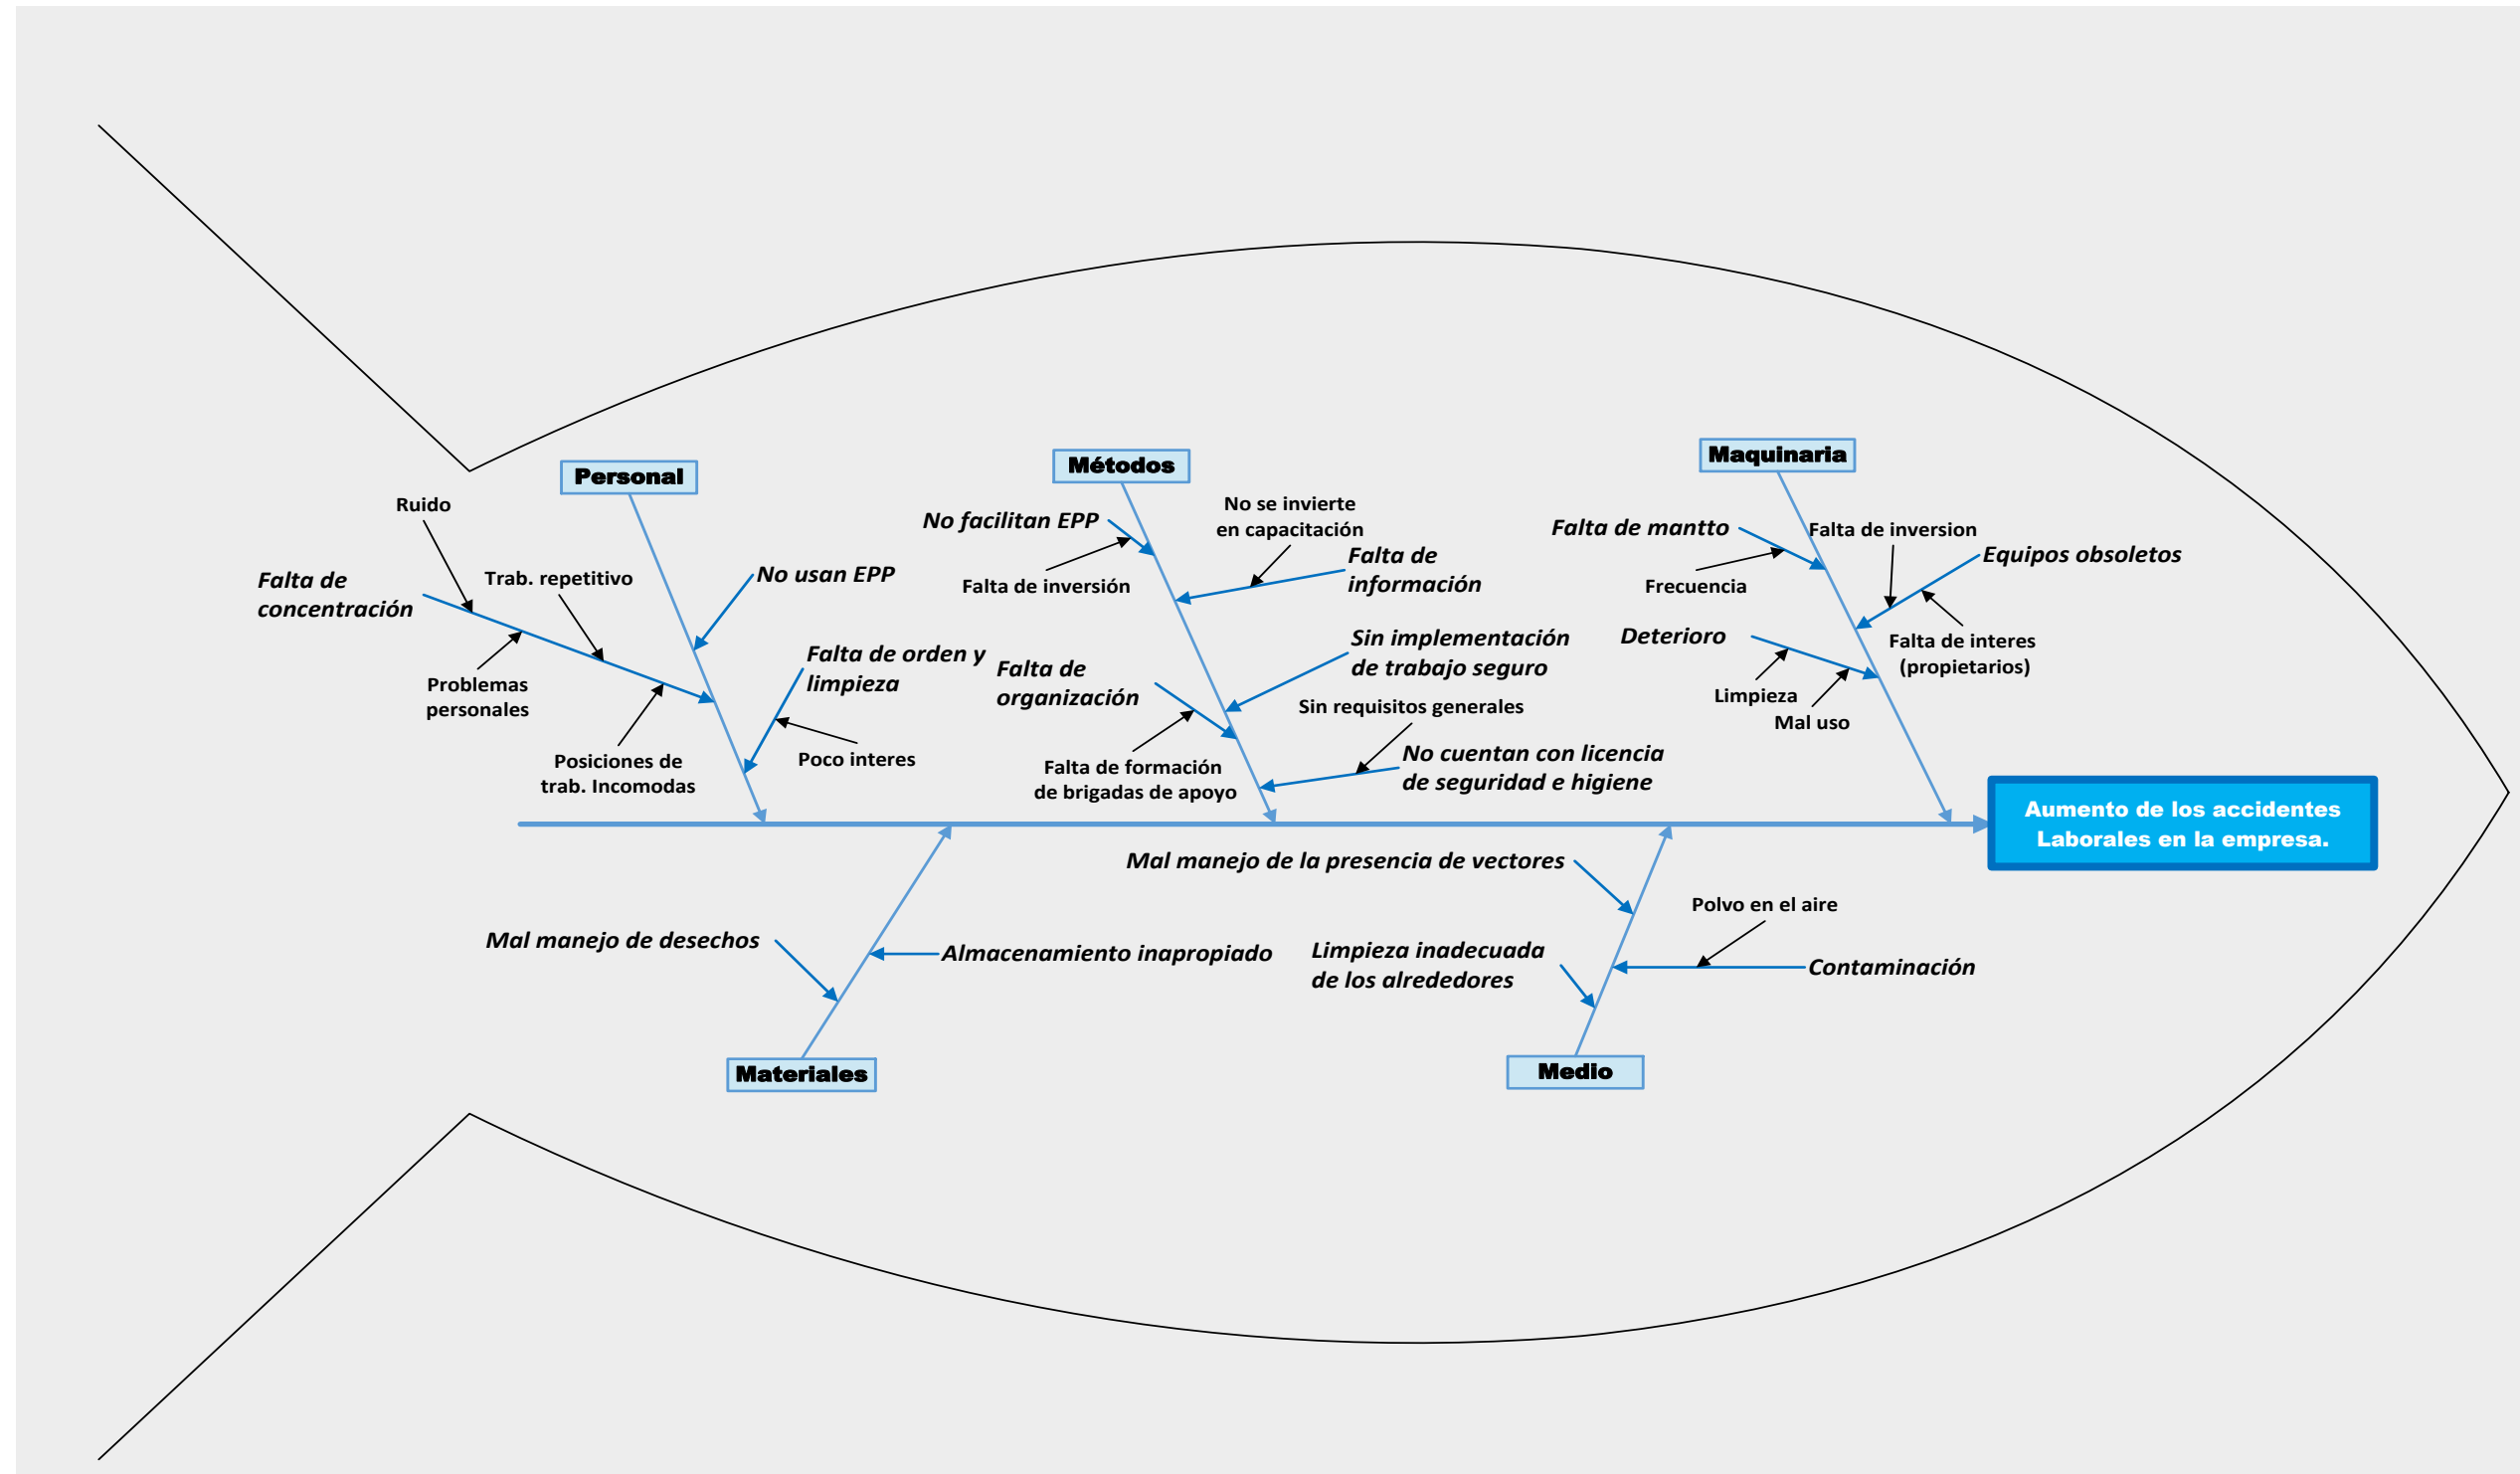 Personal
Ruido
Falta de
concentración
Trab. repetitivo
Problemas
personales
Posiciones de
trab. Incomodas
No usan EPP
Falta de orden y
limpieza
Poco interes
Métodos
No facilitan EPP
Falta de inversión
No se invierte
en capacitación
Falta de
información
Sin implementación
de trabajo seguro
Falta de
organización
Falta de formación
de brigadas de apoyo
Sin requisitos generales
No cuentan con licencia
de seguridad e higiene
Maquinaria
Falta de mantto
Frecuencia
Falta de inversion
Equipos obsoletos
Falta de interes
(propietarios)
Deterioro
Limpieza
Mal uso
Aumento de los accidentes
Laborales en la empresa.
Mal manejo de desechos
Almacenamiento inapropiado
Materiales
Mal manejo de la presencia de vectores
Polvo en el aire
Limpieza inadecuada
de los alrededores
Contaminación
Medio